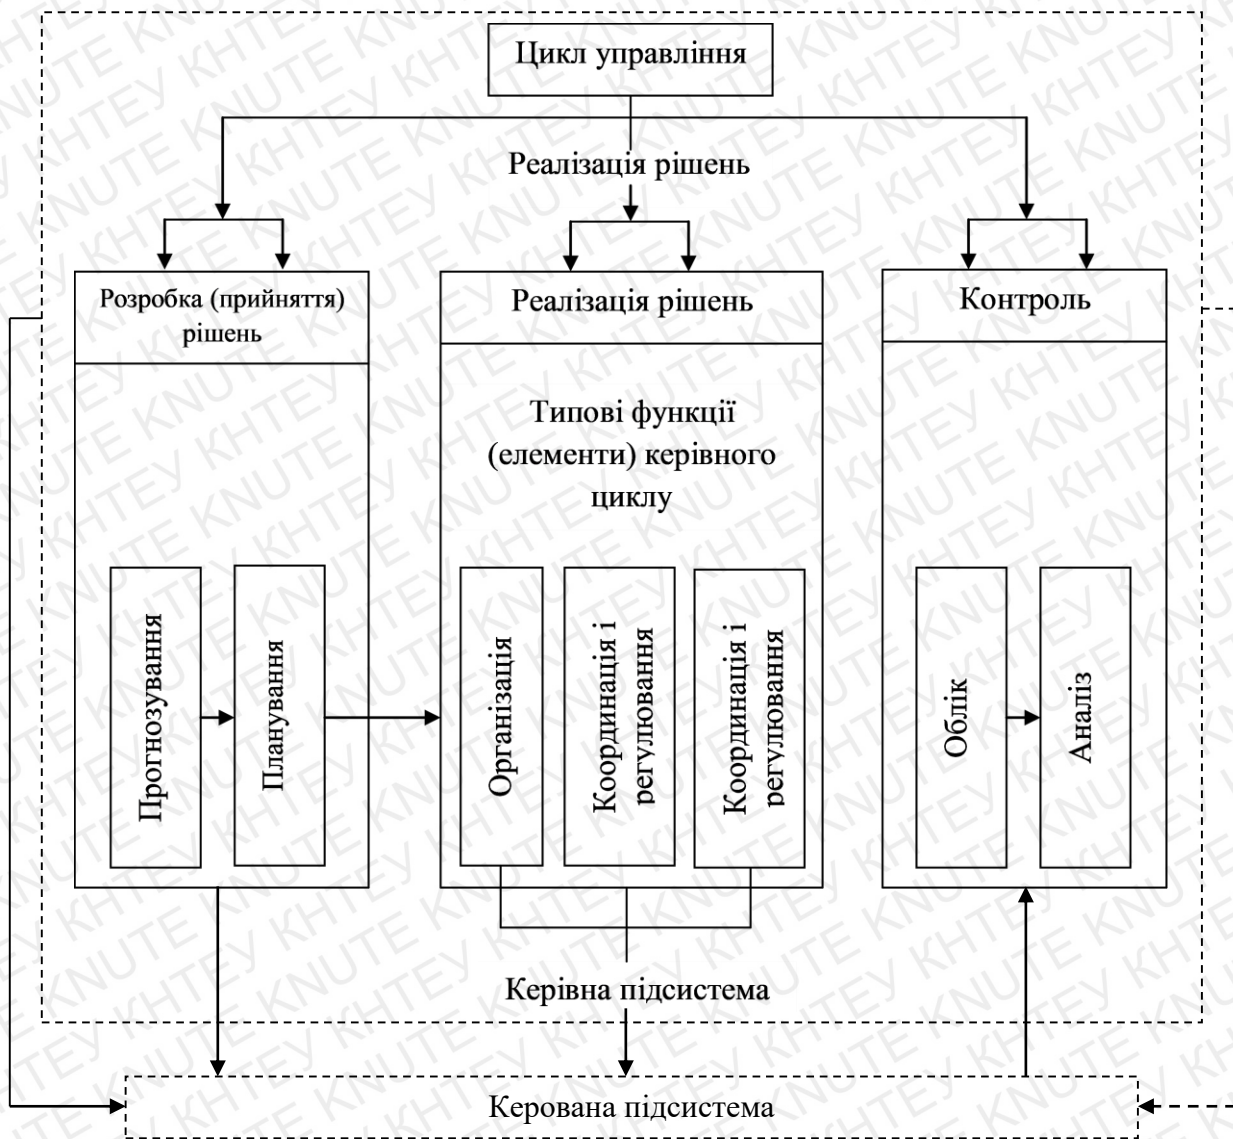 Цикл управління
Реалізація рішень
Розробка (прийняття)
рішень
Реалізація рішень
Контроль
Типові функції
(елементи) керівного
циклу
Прогнозування
Планування
Організація
Координація і
регулювання
Координація і
регулювання
Облік
Аналіз
Керівна підсистема
Керована підсистема